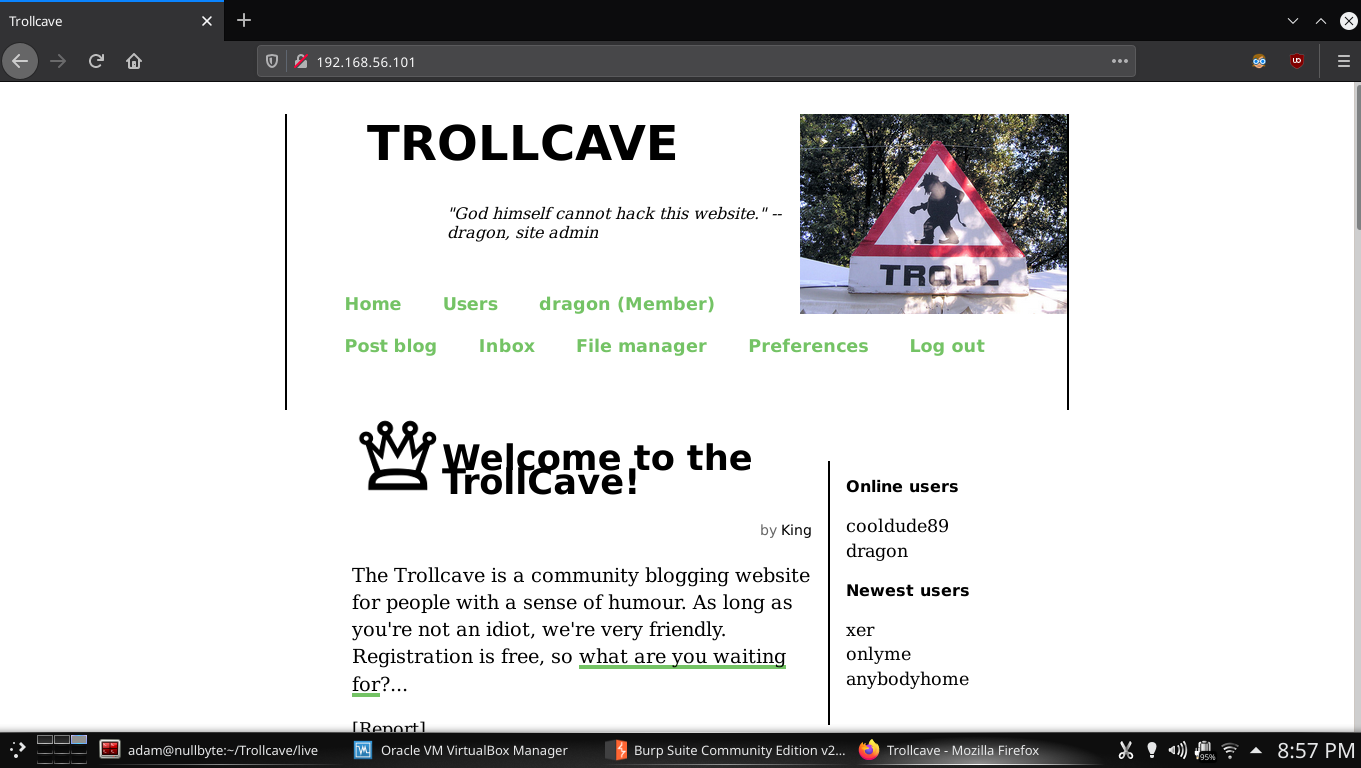 Trollcave
192.168.56.101
TROLLCAVE
"God himself cannot hack this website." --
dragon, site admin
TROLL
Home Users dragon (Member)
Post blog Inbox File manager Preferences Log out
Welcome to the
TrollCave!
by King
The Trollcave is a community blogging website
for people with a sense of humour. As long as
you're not an idiot, we're very friendly.
Registration is free, so what are you waiting
for?...
[Report]
Online users
cooldude89
dragon
Newest users
xer
onlyme
anybodyhome
adam@nullbyte:~/Trollcave/live Oracle VM VirtualBox Manager Burp Suite Community Edition v2... Trollcave - Mozilla Firefox 95% 8:57 PM